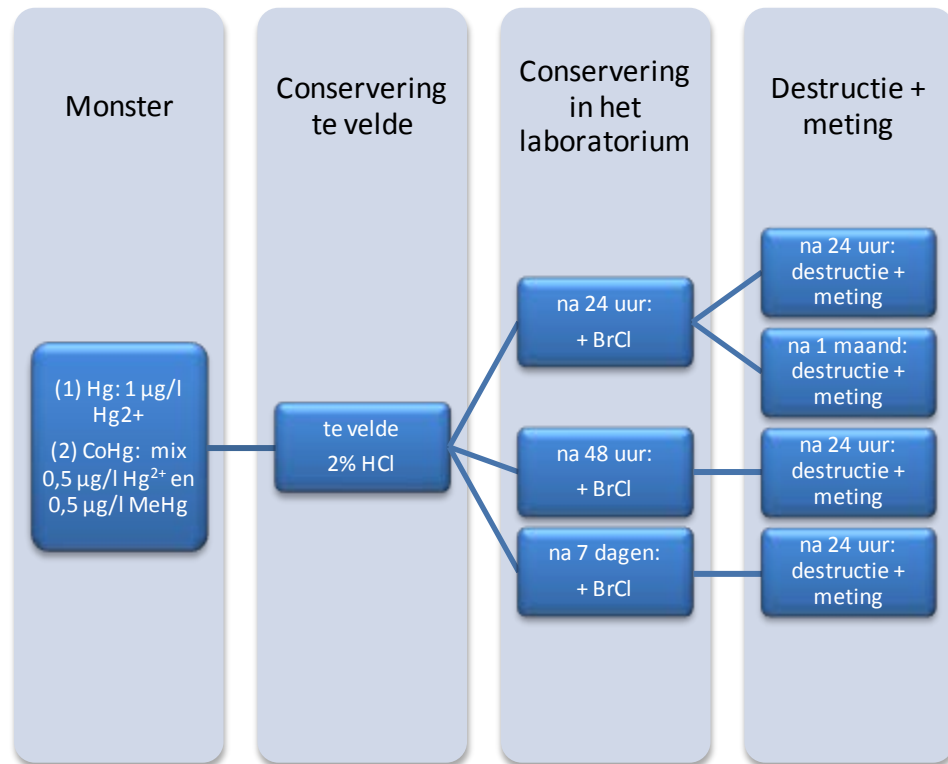 Monster
Conservering
te velde
Conservering
in het
laboratorium
Destructie +
meting
(1) Hg: 1 µg/l
Hg2+
(2) CoHg: mix
0,5 µg/l Hg²⁺ en
0,5 µg/l MeHg
te velde
2% HCl
na 24 uur:
+ BrCl
na 48 uur:
+ BrCl
na 7 dagen:
+ BrCl
na 24 uur:
destructie +
meting
na 1 maand:
destructie +
meting
na 24 uur:
destructie +
meting
na 24 uur:
destructie +
meting